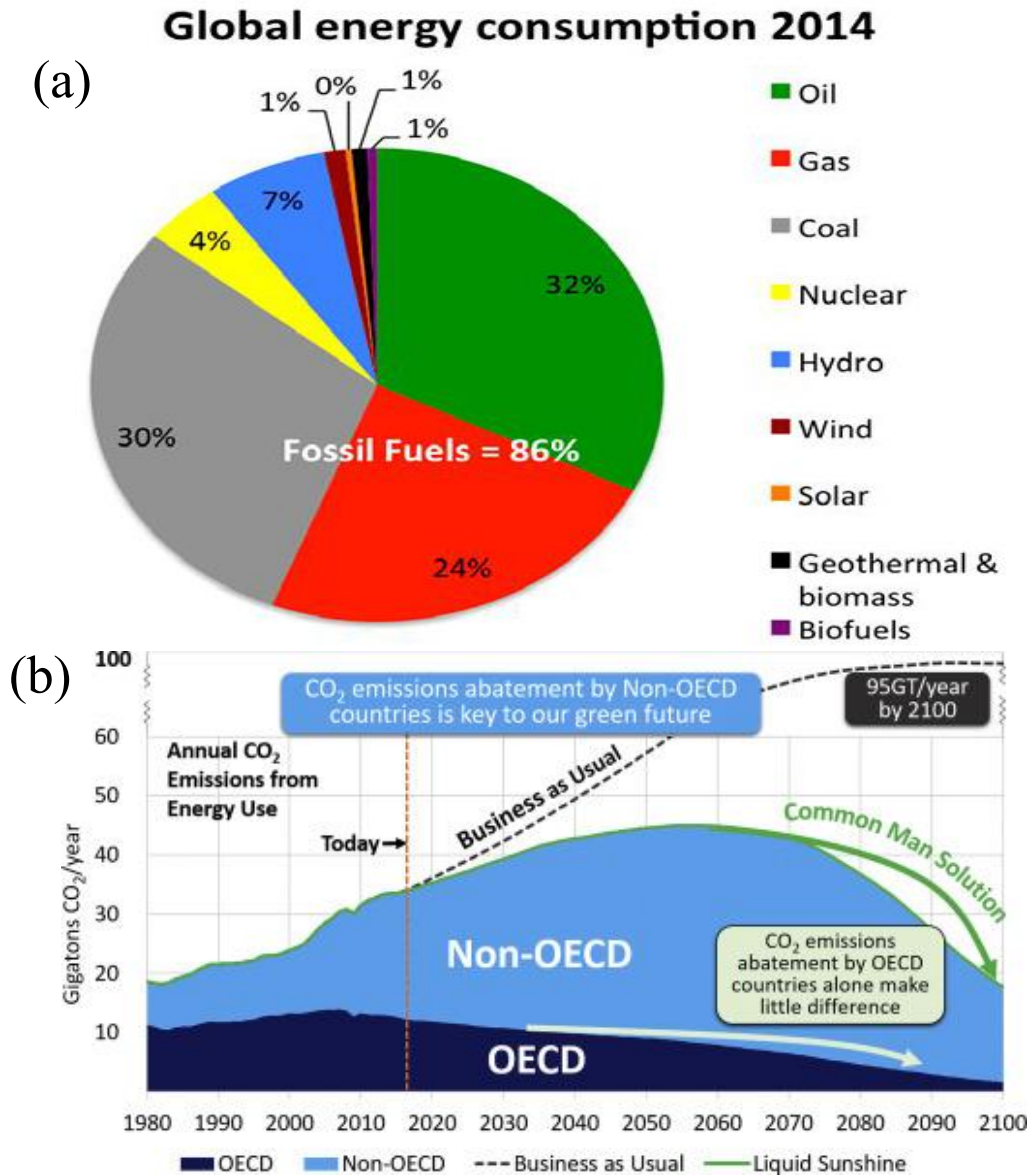 Global energy consumption 2014
(a)
1%
0%
1%
1%
7%
4%
32%
30%
Fossil Fuels = 86%
24%
Oil
Gas
Coal
Nuclear
Hydro
Wind
Solar
Geothermal &
biomass
Biofuels
(b)
100
60
50
40
30
20
10
Gigatons CO₂/year
CO₂ emissions abatement by Non-OECD
countries is key to our green future
95GT/year
by 2100
Annual CO₂
Emissions from
Energy Use
Today
Business as Usual
Common Man Solution
Non-OECD
CO₂ emissions
abatement by OECD
countries alone make
little difference
OECD
1980 1990 2000 2010 2020 2030 2040 2050 2060 2070 2080 2090 2100
OECD Non-OECD Business as Usual Liquid Sunshine